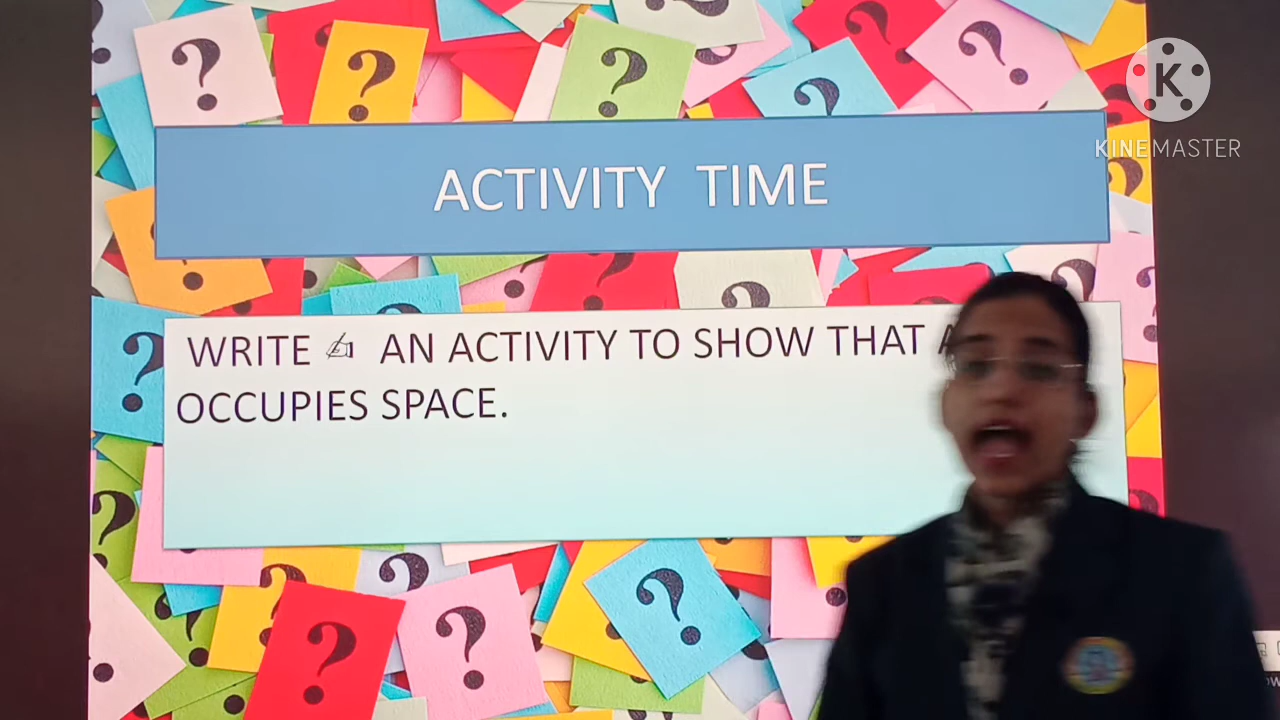 K
KINEMASTER
ACTIVITY TIME
WRITE ✍ AN ACTIVITY TO SHOW THAT
OCCUPIES SPACE.